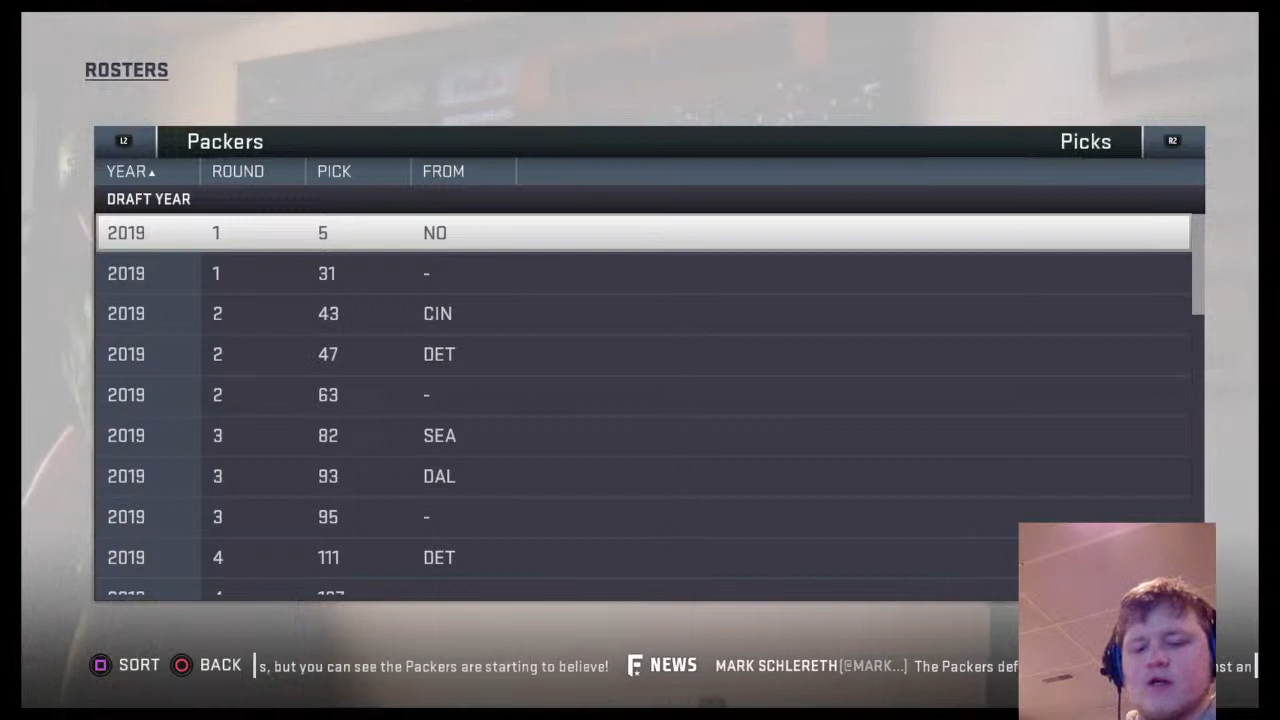 ROSTERS
L2 Packers Picks R2
YEAR ROUND PICK FROM
DRAFT YEAR
2019 1 5 NO
2019 1 31 -
2019 2 43 CIN
2019 2 47 DET
2019 2 63 -
2019 3 82 SEA
2019 3 93 DAL
2019 3 95 -
2019 4 111 DET
SORT BACK s, but you can see the Packers are starting to believe! NEWS MARK SCHLERETH(@MARK...) The Packers def